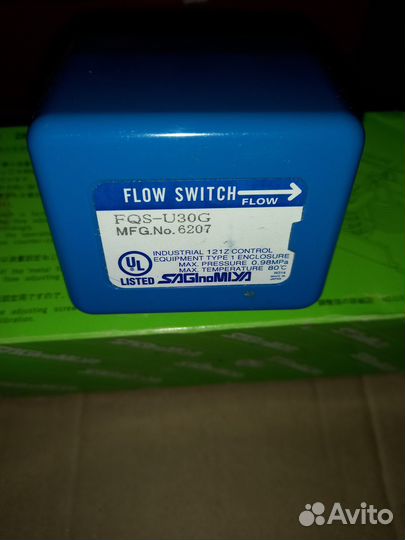 FLOW SWITCH
FLOW
FQS-U30G
MFG.No.6207
INDUSTRIAL 121Z CONTROL
EQUIPMENT TYPE 1 ENCLOSURE
MAX. PRESSURE 0.98MPa
MAX. TEMPERATURE 80℃
UL
LISTED SAGInoMIYA
Avito